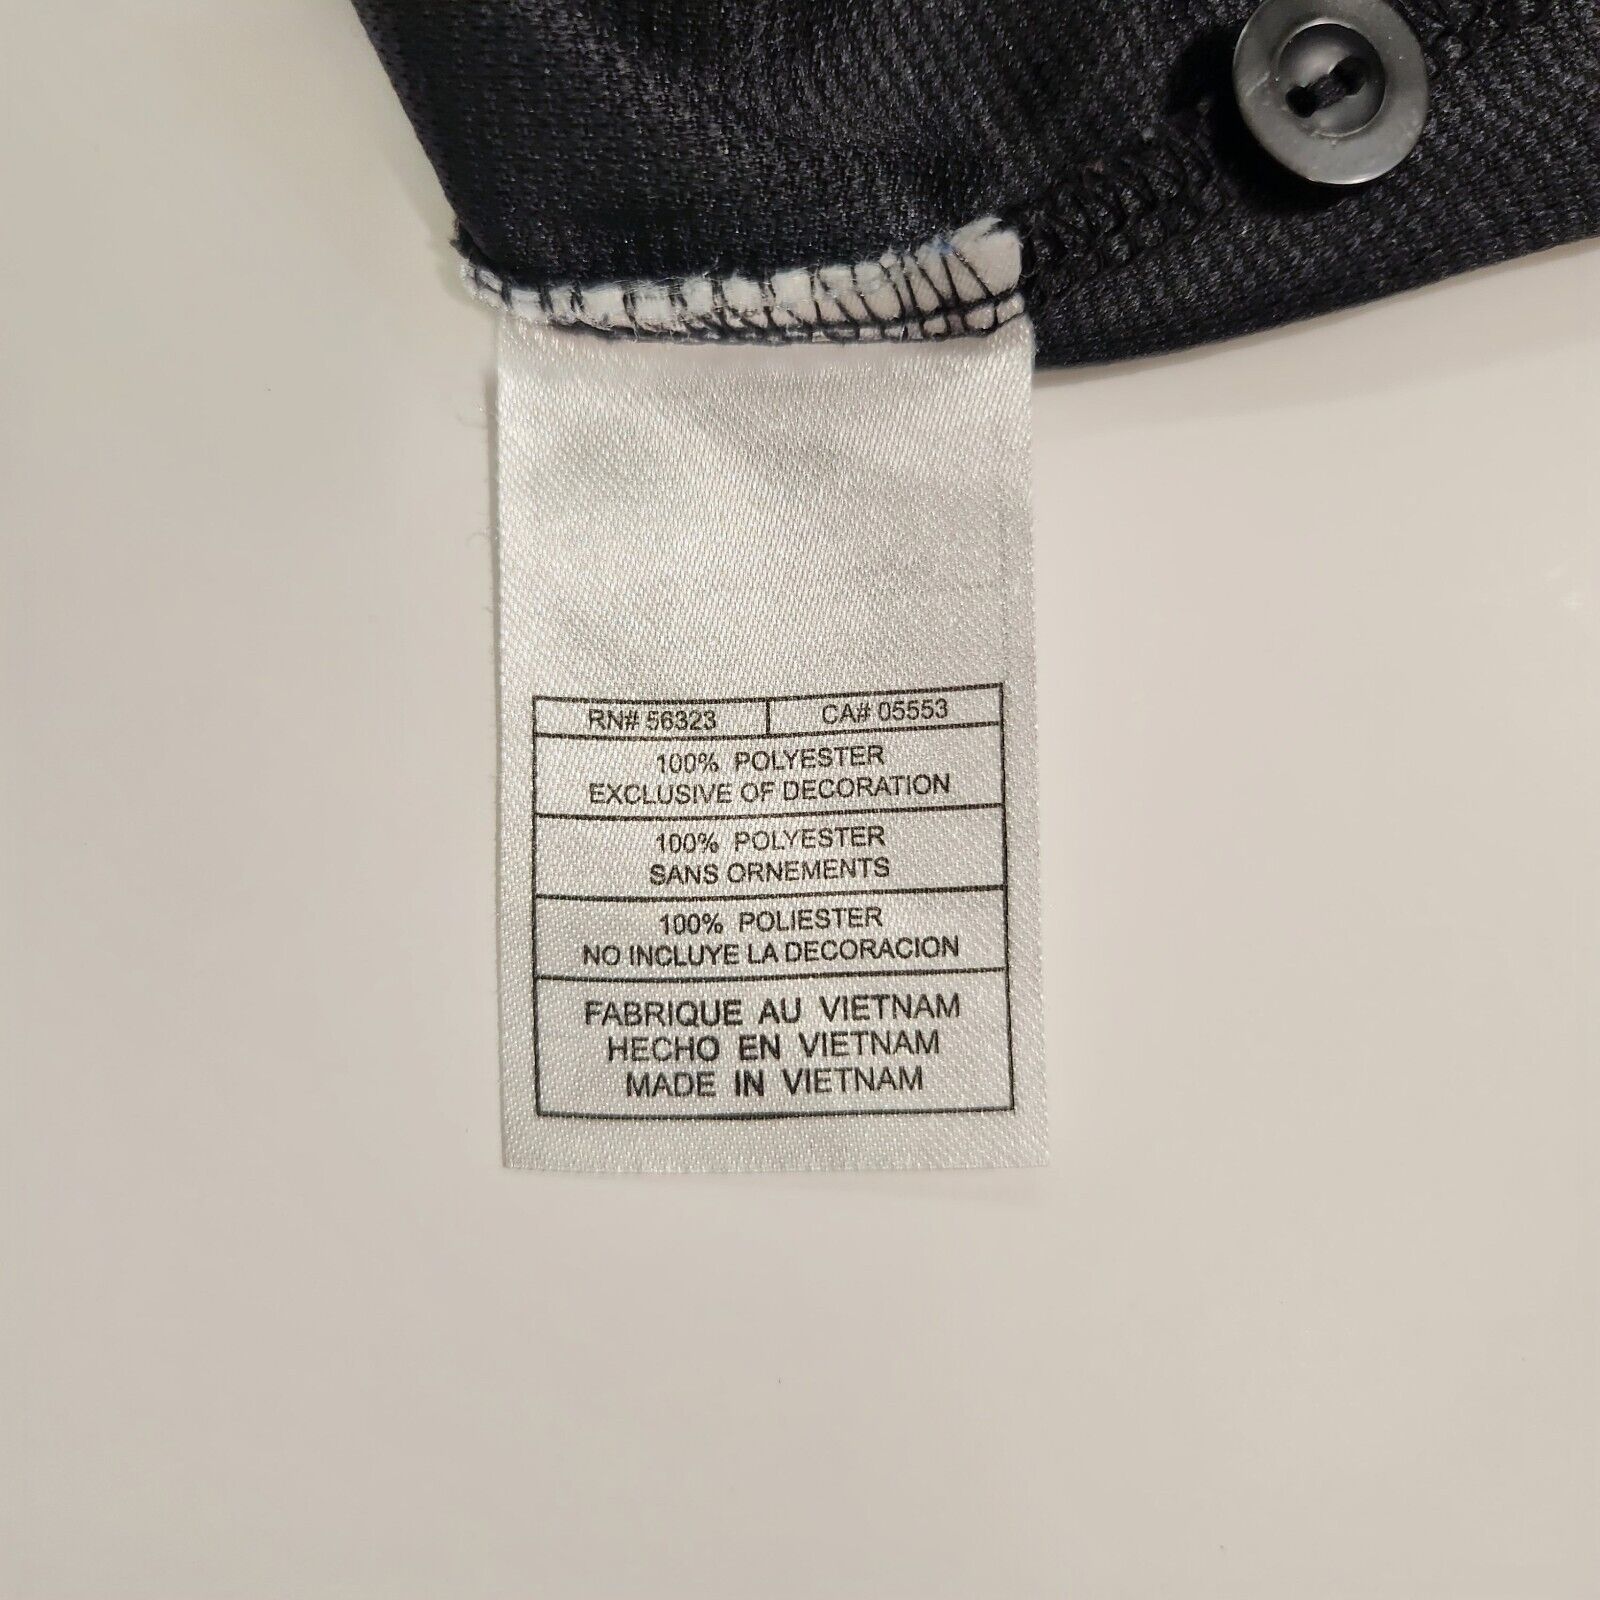 RN# 56323 CA# 05553
100% POLYESTER
EXCLUSIVE OF DECORATION
100% POLYESTER
SANS ORNEMENTS
100% POLIESTER
NO INCLUYE LA DECORACION
FABRIQUE AU VIETNAM
HECHO EN VIETNAM
MADE IN VIETNAM